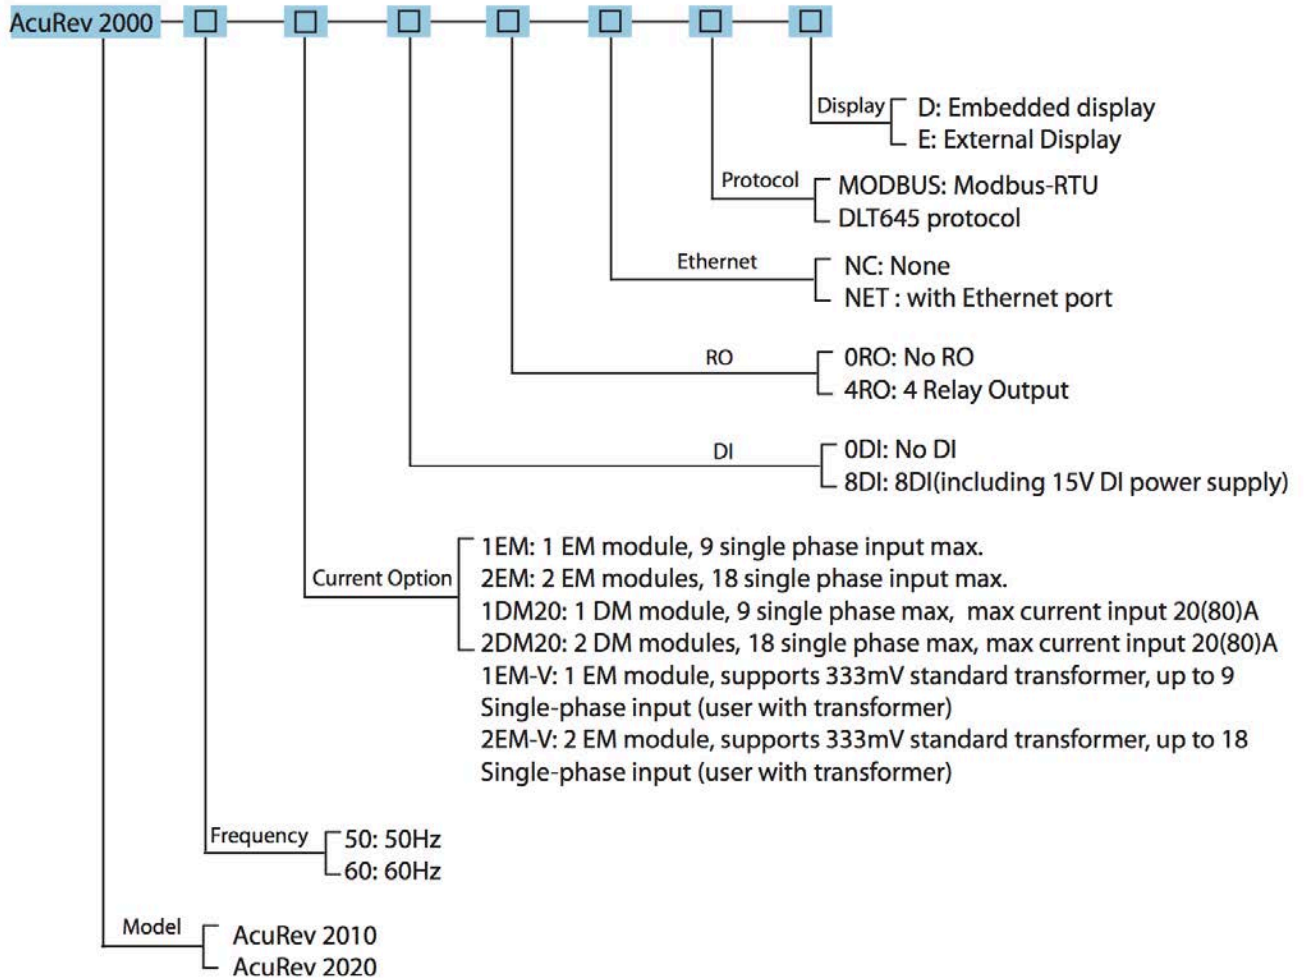 AcuRev 2000
Display
D: Embedded display
E: External Display
Protocol
MODBUS: Modbus-RTU
DLT645 protocol
Ethernet
NC: None
NET : with Ethernet port
RO
0RO: No RO
4RO: 4 Relay Output
DI
0DI: No DI
8DI: 8DI(including 15V DI power supply)
Current Option
1EM: 1 EM module, 9 single phase input max.
2EM: 2 EM modules, 18 single phase input max.
1DM20: 1 DM module, 9 single phase max, max current input 20(80)A
2DM20: 2 DM modules, 18 single phase max, max current input 20(80)A
1EM-V: 1 EM module, supports 333mV standard transformer, up to 9
Single-phase input (user with transformer)
2EM-V: 2 EM module, supports 333mV standard transformer, up to 18
Single-phase input (user with transformer)
Frequency
50: 50Hz
60: 60Hz
Model
AcuRev 2010
AcuRev 2020